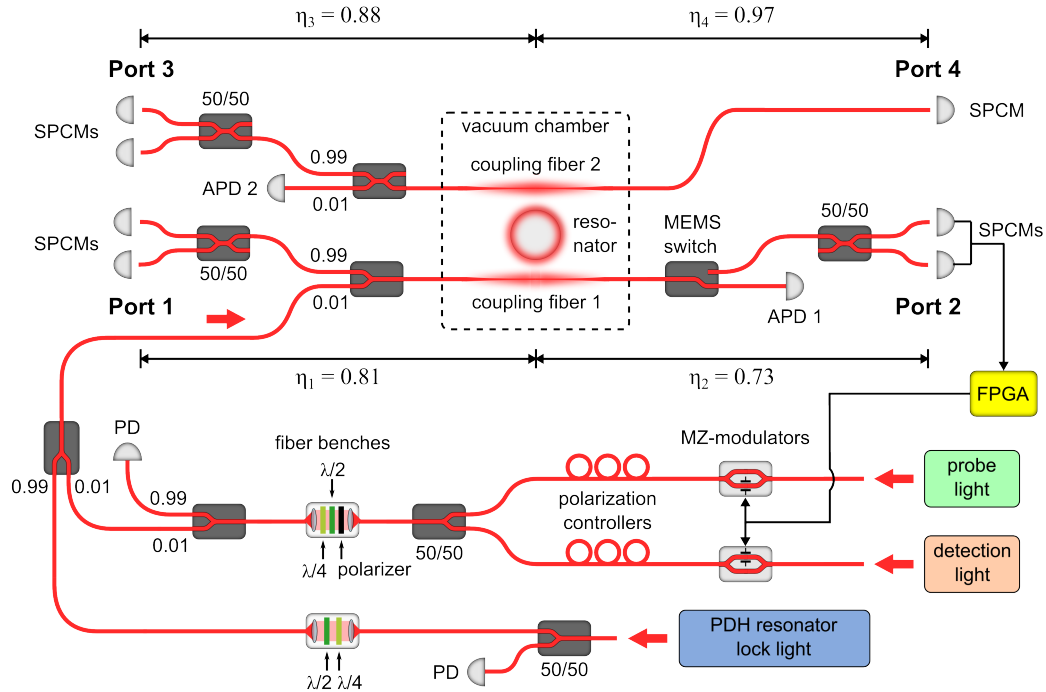 η3 = 0.88
η4 = 0.97
Port 3
Port 4
50/50
SPCMs
SPCM
vacuum chamber
0.99
coupling fiber 2
APD 2
0.01
reso-
nator
MEMS
switch
50/50
SPCMs
SPCMs
50/50
0.99
0.01
coupling fiber 1
APD 1
Port 1
Port 2
η1 = 0.81
η2 = 0.73
FPGA
PD
fiber benches
MZ-modulators
λ/2
probe
light
0.99
0.01
0.99
polarization
controllers
0.01
λ/4
polarizer
50/50
detection
light
PDH resonator
lock light
PD
λ/2
λ/4
50/50